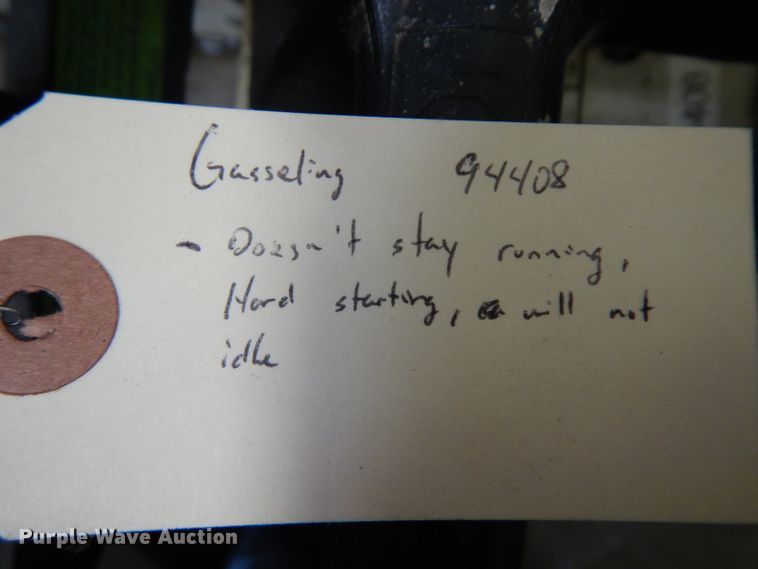 Gasseling 94408
- Doesn't stay running,
Hard starting, will not
idle
Purple Wave Auction